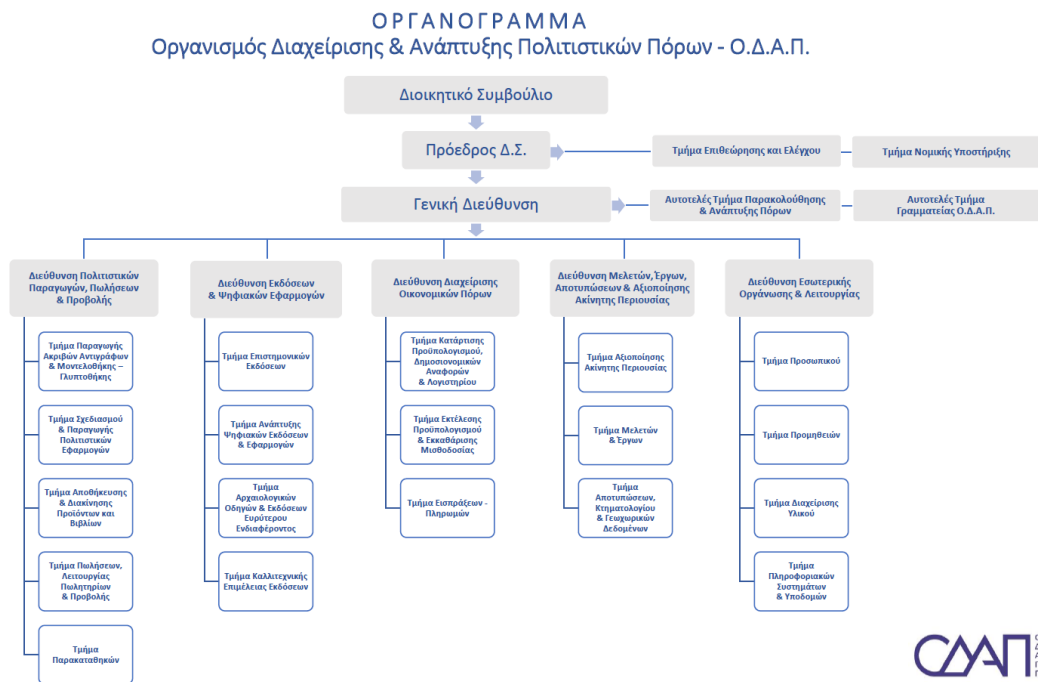 ΟΡΓΑΝΟΓΡΑΜΜΑ
Οργανισμός Διαχείρισης & Ανάπτυξης Πολιτιστικών Πόρων - Ο.Δ.Α.Π.
Διοικητικό Συμβούλιο
Πρόεδρος Δ.Σ.
Τμήμα Επιθεώρησης και Ελέγχου
Τμήμα Νομικής Υποστήριξης
Γενική Διεύθυνση
Αυτοτελές Τμήμα Παρακολούθησης
& Ανάπτυξης Πόρων
Αυτοτελές Τμήμα
Γραμματείας Ο.Δ.Α.Π.
Διεύθυνση Πολιτιστικών
Παραγωγών, Πωλήσεων
& Προβολής
Διεύθυνση Εκδόσεων
& Ψηφιακών Εφαρμογών
Διεύθυνση Διαχείρισης
Οικονομικών Πόρων
Διεύθυνση Μελετών, Έργων,
Αποτυπώσεων & Αξιοποίησης
Ακίνητης Περιουσίας
Διεύθυνση Εσωτερικής
Οργάνωσης & Λειτουργίας
Τμήμα Παραγωγής
Ακριβών Αντιγράφων
& Μοντελοθήκης –
Γλυπτοθήκης
Τμήμα Σχεδιασμού
& Παραγωγής
Πολιτιστικών
Εφαρμογών
Τμήμα Αποθήκευσης
& Διακίνησης
Προϊόντων και
Βιβλίων
Τμήμα Πωλήσεων,
Λειτουργίας
Πωλητηρίων
& Προβολής
Τμήμα
Παρακαταθηκών
Τμήμα Επιστημονικών
Εκδόσεων
Τμήμα Ανάπτυξης
Ψηφιακών Εκδόσεων
& Εφαρμογών
Τμήμα
Αρχαιολογικών
Οδηγών & Εκδόσεων
Ευρύτερου
Ενδιαφέροντος
Τμήμα Καλλιτεχνικής
Επιμέλειας Εκδόσεων
Τμήμα Κατάρτισης
Προϋπολογισμού,
Δημοσιονομικών
Αναφορών
& Λογιστηρίου
Τμήμα Εκτέλεσης
Προϋπολογισμού
& Εκκαθάρισης
Μισθοδοσίας
Τμήμα Εισπράξεων -
Πληρωμών
Τμήμα Αξιοποίησης
Ακίνητης Περιουσίας
Τμήμα Μελετών
& Έργων
Τμήμα
Αποτυπώσεων,
Κτηματολογίου
& Γεωχωρικών
Δεδομένων
Τμήμα Προσωπικού
Τμήμα Προμηθειών
Τμήμα Διαχείρισης
Υλικού
Τμήμα
Πληροφοριακών
Συστημάτων
& Υποδομών